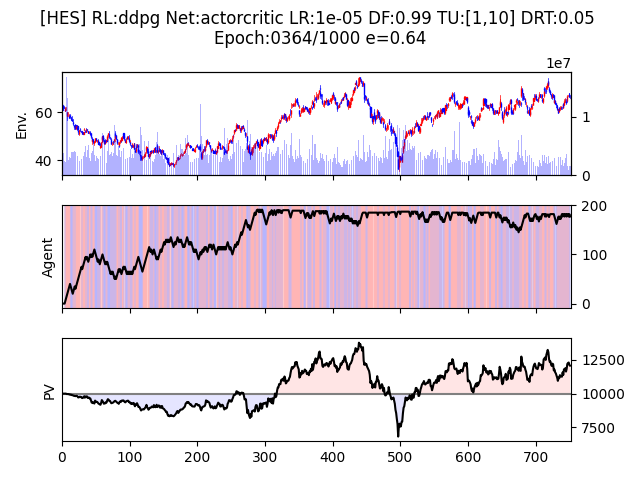 [HES] RL:ddpg Net:actorcritic LR:1e-05 DF:0.99 TU:[1,10] DRT:0.05
Epoch:0364/1000 e=0.64
1e7
Env.
60
40
1
0
Agent
200
100
0
PV
12500
10000
7500
0 100 200 300 400 500 600 700